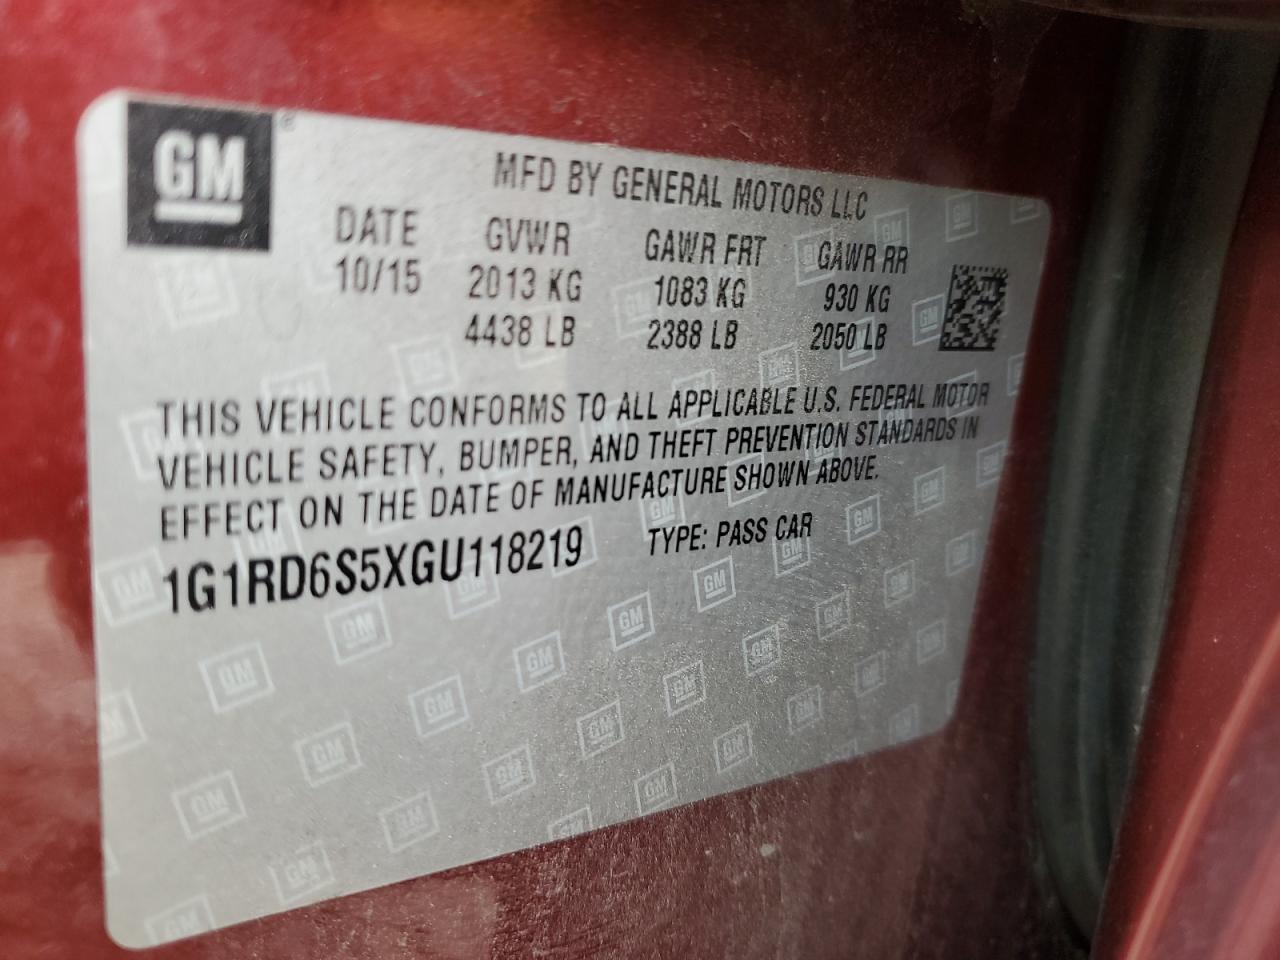 GM
MFD BY GENERAL MOTORS LLC
DATE GVWR GAWR FRT GAWR RR
10/15 2013 KG 1083 KG 930 KG
4438 LB 2388 LB 2050 LB
THIS VEHICLE CONFORMS TO ALL APPLICABLE U.S. FEDERAL MOTOR
VEHICLE SAFETY, BUMPER, AND THEFT PREVENTION STANDARDS IN
EFFECT ON THE DATE OF MANUFACTURE SHOWN ABOVE.
1G1RD6S5XGU118219 TYPE: PASS CAR